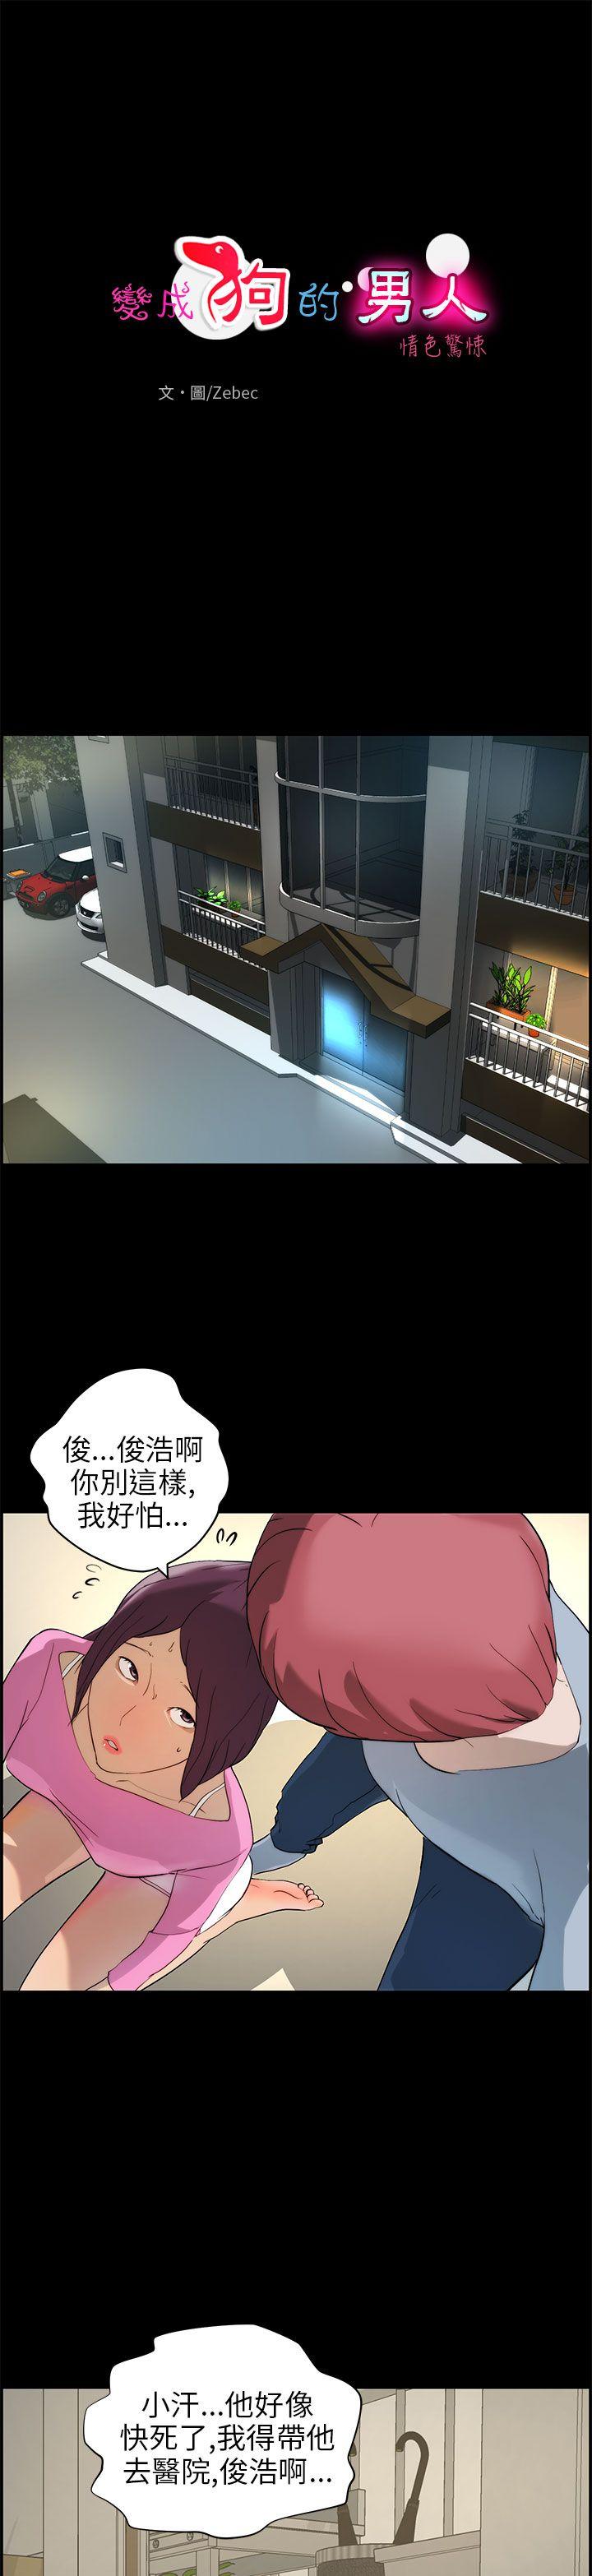 變成狗的男人
情色驚悚
文・圖/Zebec
俊...俊浩啊
你別這樣,
我好怕...
小汗...他好像
快死了,我得帶他
去醫院,俊浩啊...